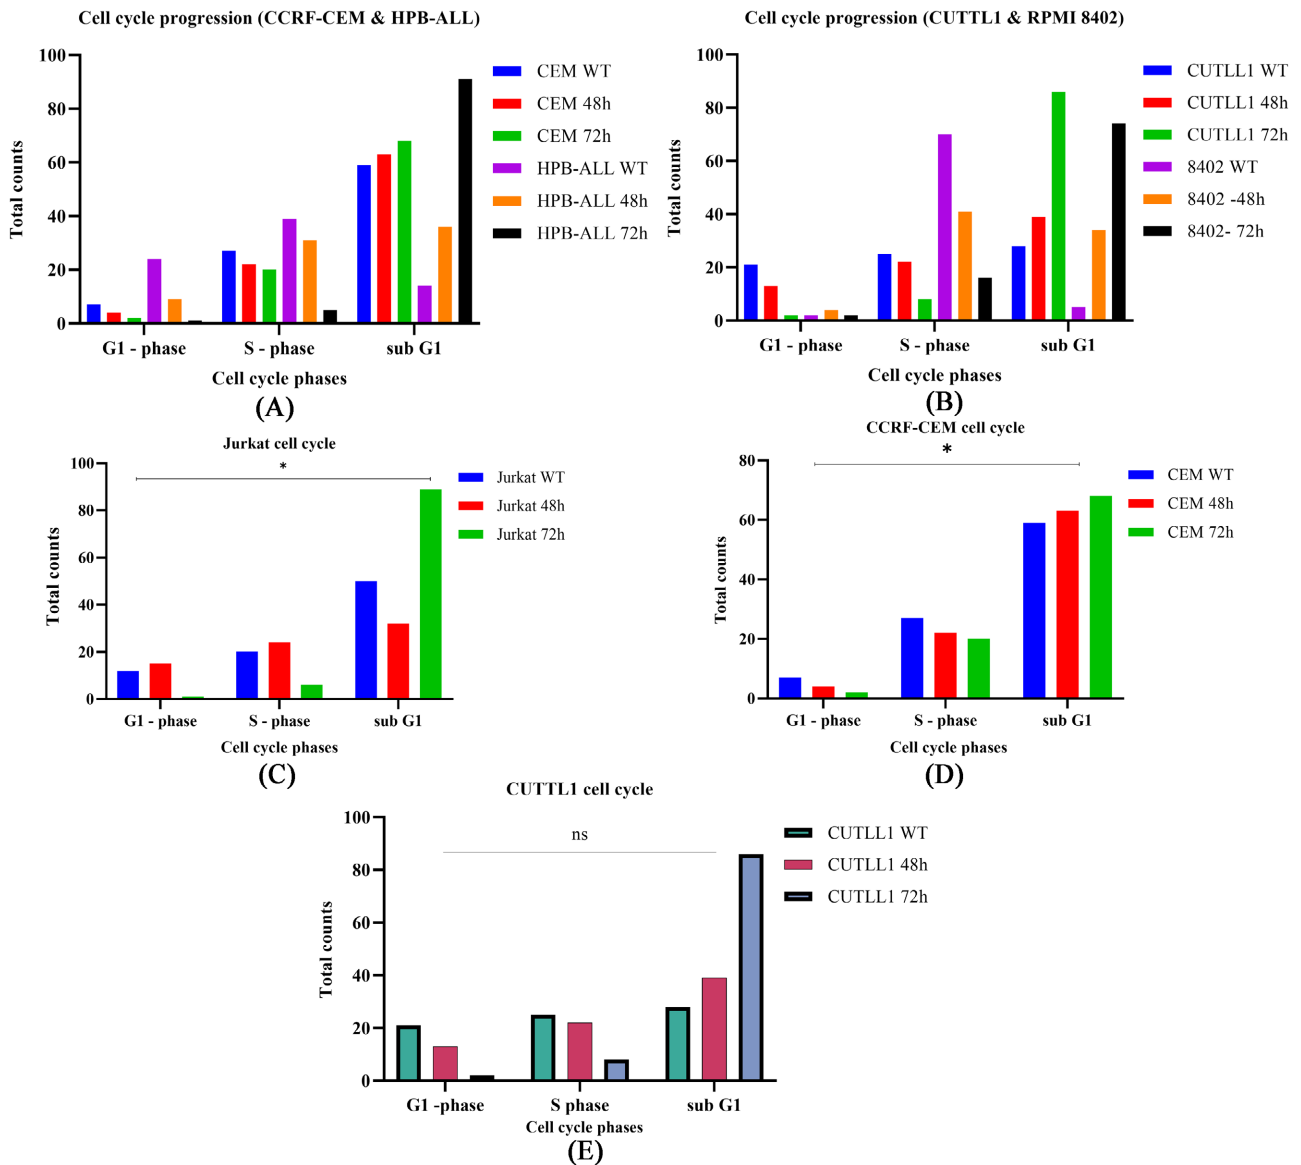 Cell cycle progression (CCRF-CEM & HPB-ALL)
Total counts
100
80
60
40
20
0
G1 - phase
S - phase
sub G1
Cell cycle phases
CEM WT
CEM 48h
CEM 72h
HPB-ALL WT
HPB-ALL 48h
HPB-ALL 72h
(A)
Cell cycle progression (CUTTL1 & RPMI 8402)
Total counts
100
80
60
40
20
0
G1 - phase
S - phase
sub G1
Cell cycle phases
CUTLL1 WT
CUTLL1 48h
CUTLL1 72h
8402 WT
8402 -48h
8402- 72h
(B)
Jurkat cell cycle
*
Total counts
100
80
60
40
20
0
G1 - phase
S - phase
sub G1
Cell cycle phases
Jurkat WT
Jurkat 48h
Jurkat 72h
(C)
CCRF-CEM cell cycle
*
Total counts
80
60
40
20
0
G1 - phase
S - phase
sub G1
Cell cycle phases
CEM WT
CEM 48h
CEM 72h
(D)
CUTTL1 cell cycle
ns
Total counts
100
80
60
40
20
0
G1 -phase
S phase
sub G1
Cell cycle phases
CUTLL1 WT
CUTLL1 48h
CUTLL1 72h
(E)